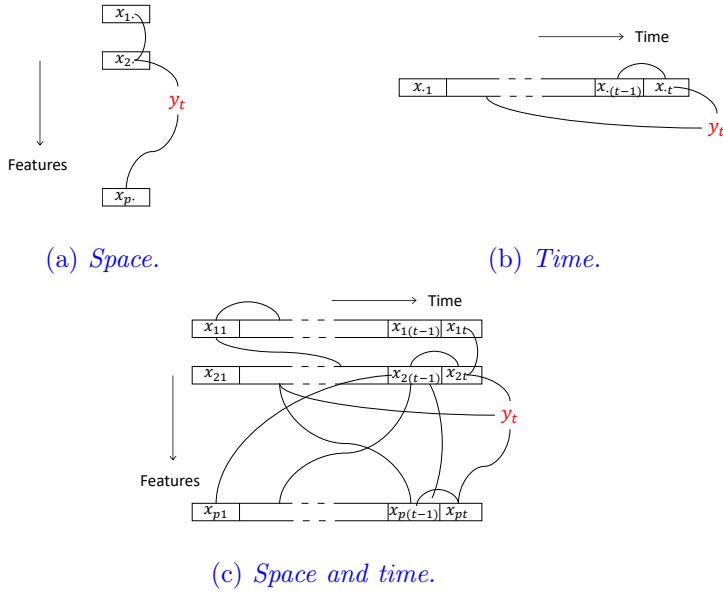 x₁.
x₂.
yₜ
Features
xₚ.
(a) Space.
Time
x.₁
x.₍ₜ₋₁₎
x.ₜ
yₜ
(b) Time.
Time
x₁₁
x₁₍ₜ₋₁₎
x₁ₜ
x₂₁
x₂₍ₜ₋₁₎
x₂ₜ
yₜ
Features
xₚ₁
xₚ₍ₜ₋₁₎
xₚₜ
(c) Space and time.